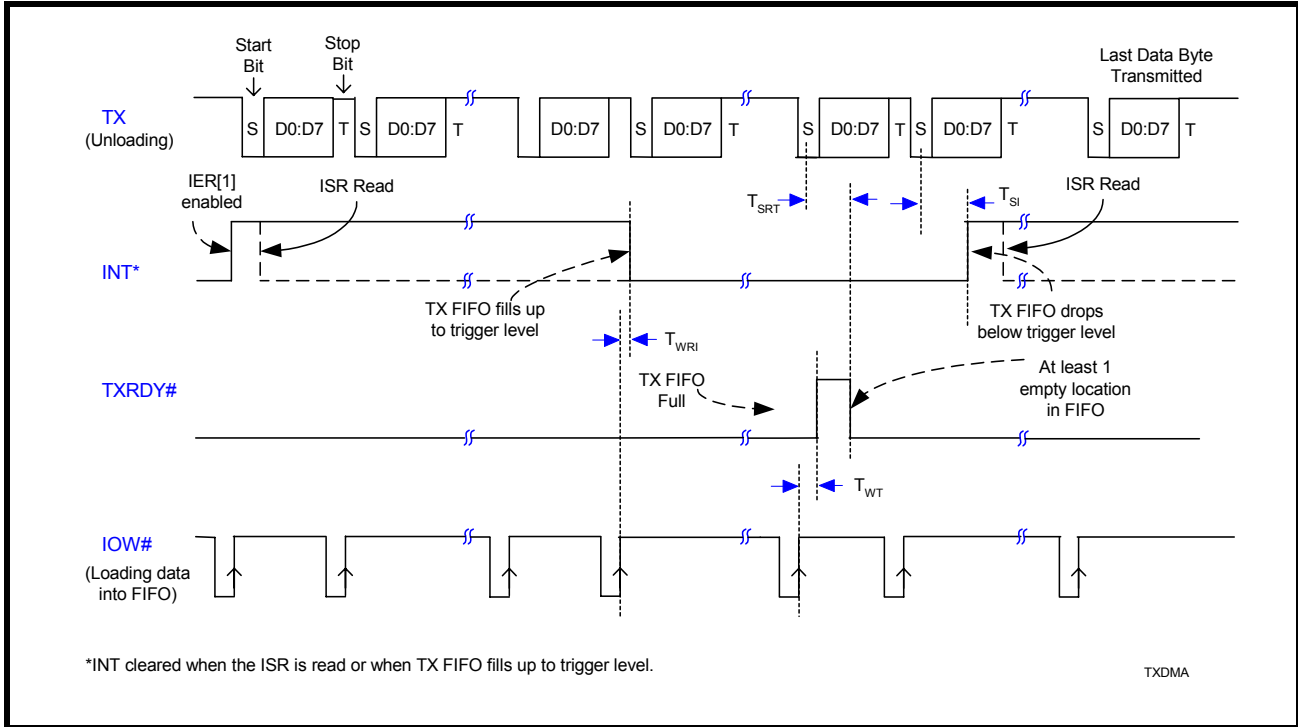 Start
Bit
Stop
Bit
Last Data Byte
Transmitted
TX
(Unloading)
S D0:D7 T S D0:D7 T D0:D7 S D0:D7 T S D0:D7 T S D0:D7 T S D0:D7 T
IER[1]
enabled
ISR Read
TSRT
TSI
ISR Read
INT*
TX FIFO fills up
to trigger level
TX FIFO drops
below trigger level
TWRI
TXRDY#
TX FIFO
Full
At least 1
empty location
in FIFO
TWT
IOW#
(Loading data
into FIFO)
*INT cleared when the ISR is read or when TX FIFO fills up to trigger level.
TXDMA